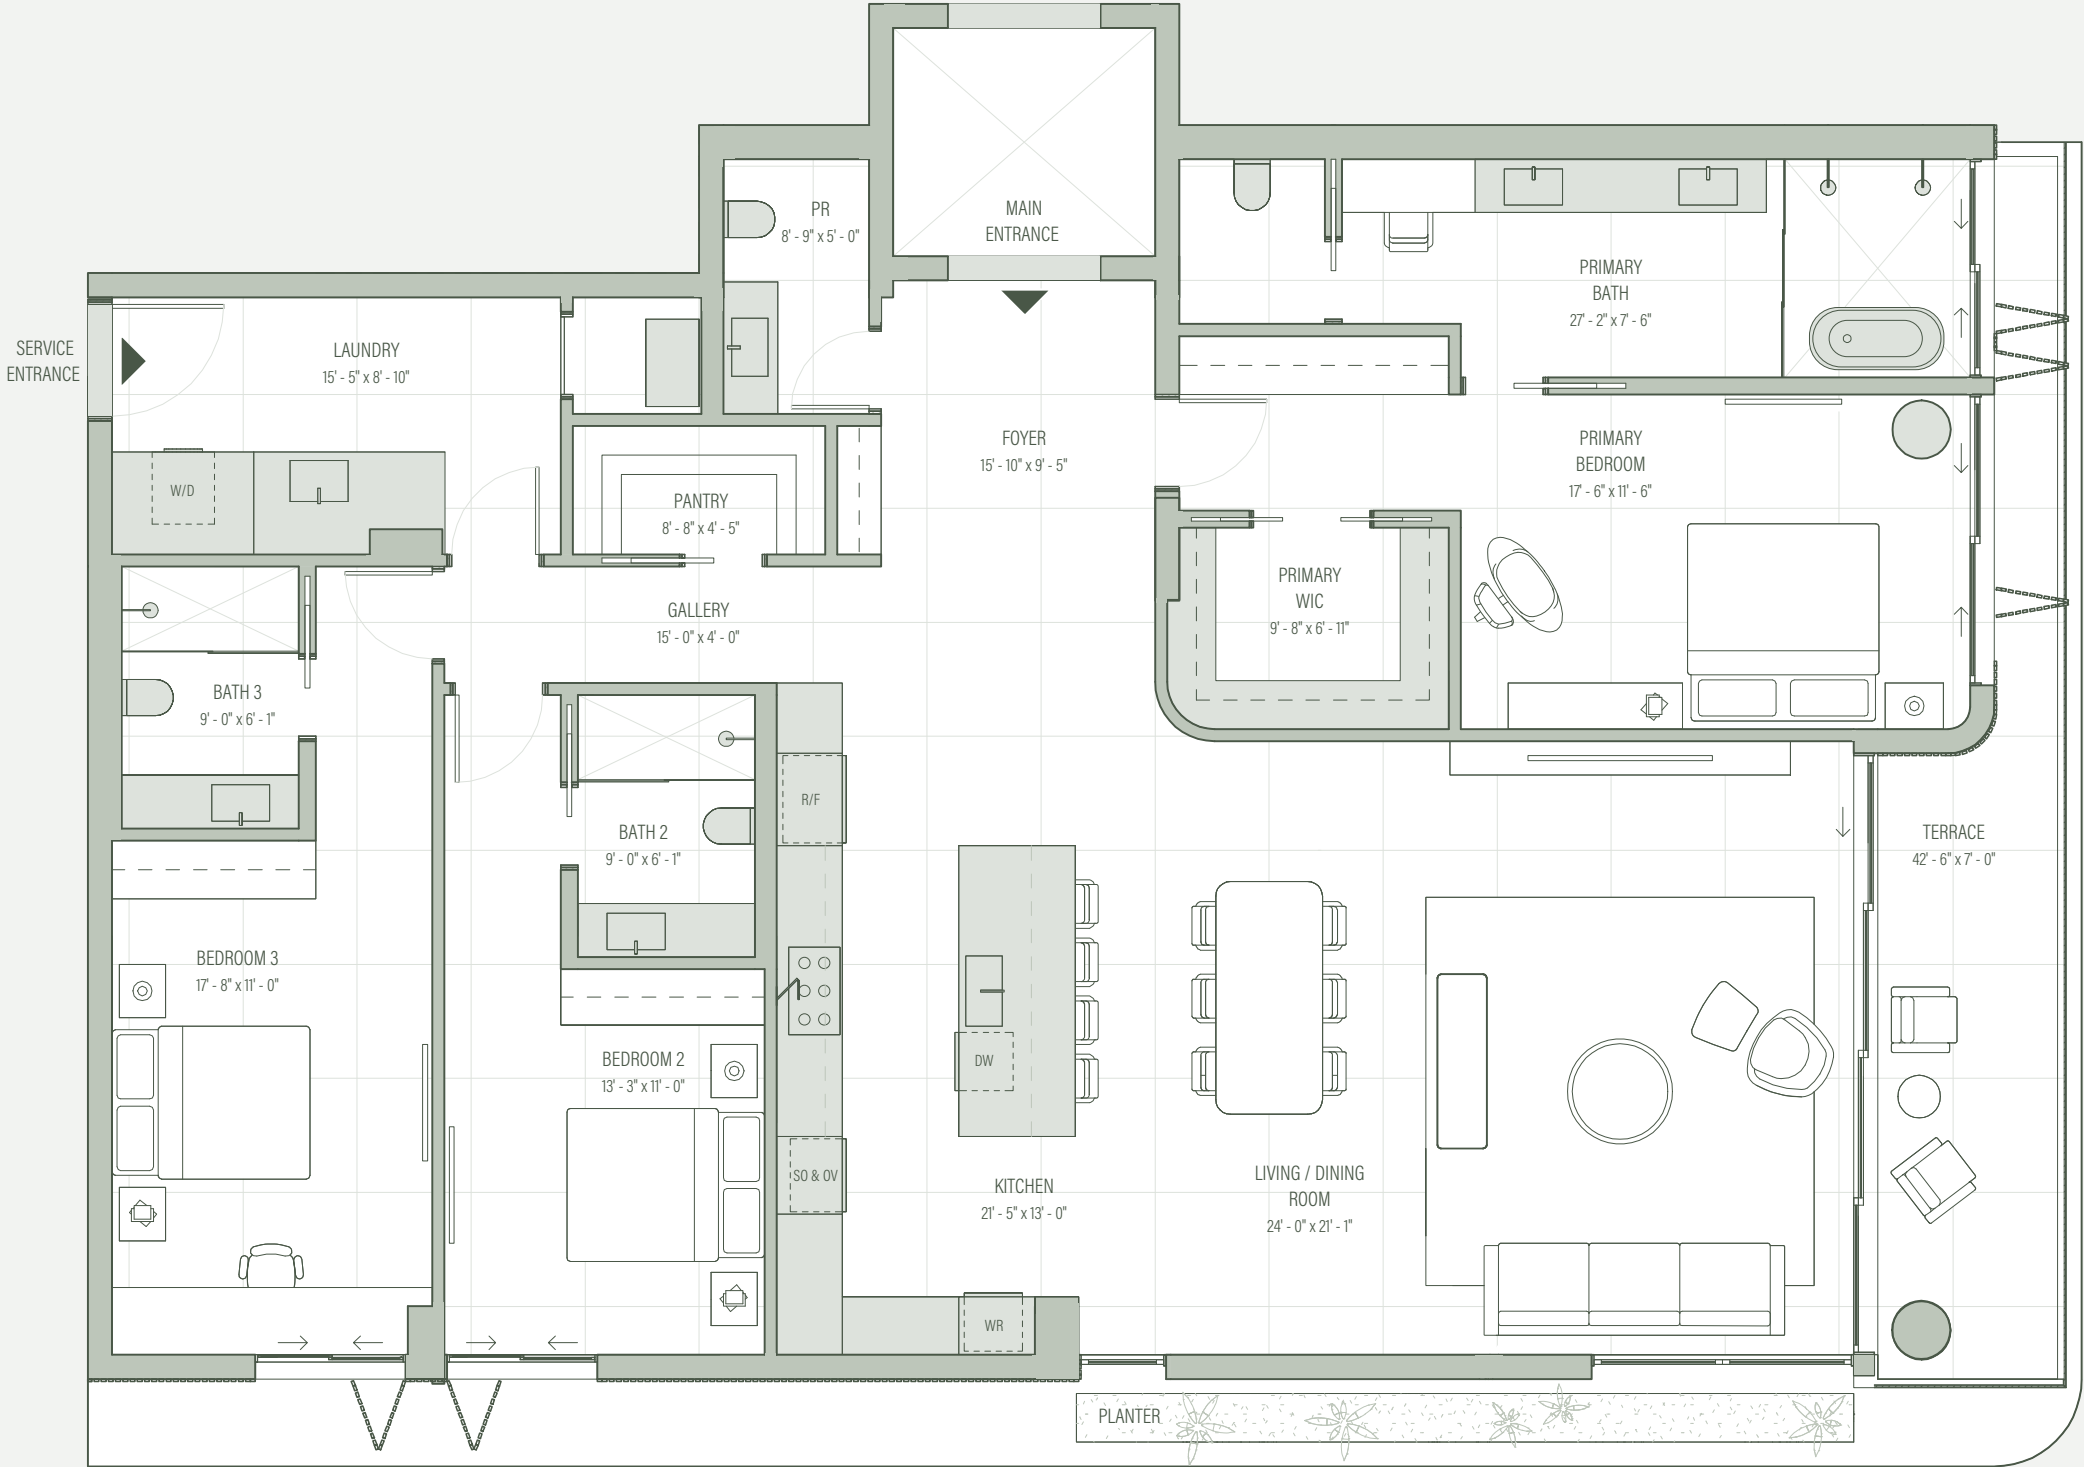 PR
8' - 9" x 5' - 0"
MAIN
ENTRANCE
PRIMARY
BATH
27' - 2" x 7' - 6"
SERVICE
ENTRANCE
LAUNDRY
15' - 5" x 8' - 10"
W/D
PANTRY
8' - 8" x 4' - 5"
FOYER
15' - 10" x 9' - 5"
PRIMARY
BEDROOM
17' - 6" x 11' - 6"
PRIMARY
WIC
9' - 8" x 6' - 11"
GALLERY
15' - 0" x 4' - 0"
BATH 3
9' - 0" x 6' - 1"
BATH 2
9' - 0" x 6' - 1"
R/F
TERRACE
42' - 6" x 7' - 0"
BEDROOM 3
17' - 8" x 11' - 0"
BEDROOM 2
13' - 3" x 11' - 0"
DW
SO & OV
KITCHEN
21' - 5" x 13' - 0"
LIVING / DINING
ROOM
24' - 0" x 21' - 1"
WR
PLANTER